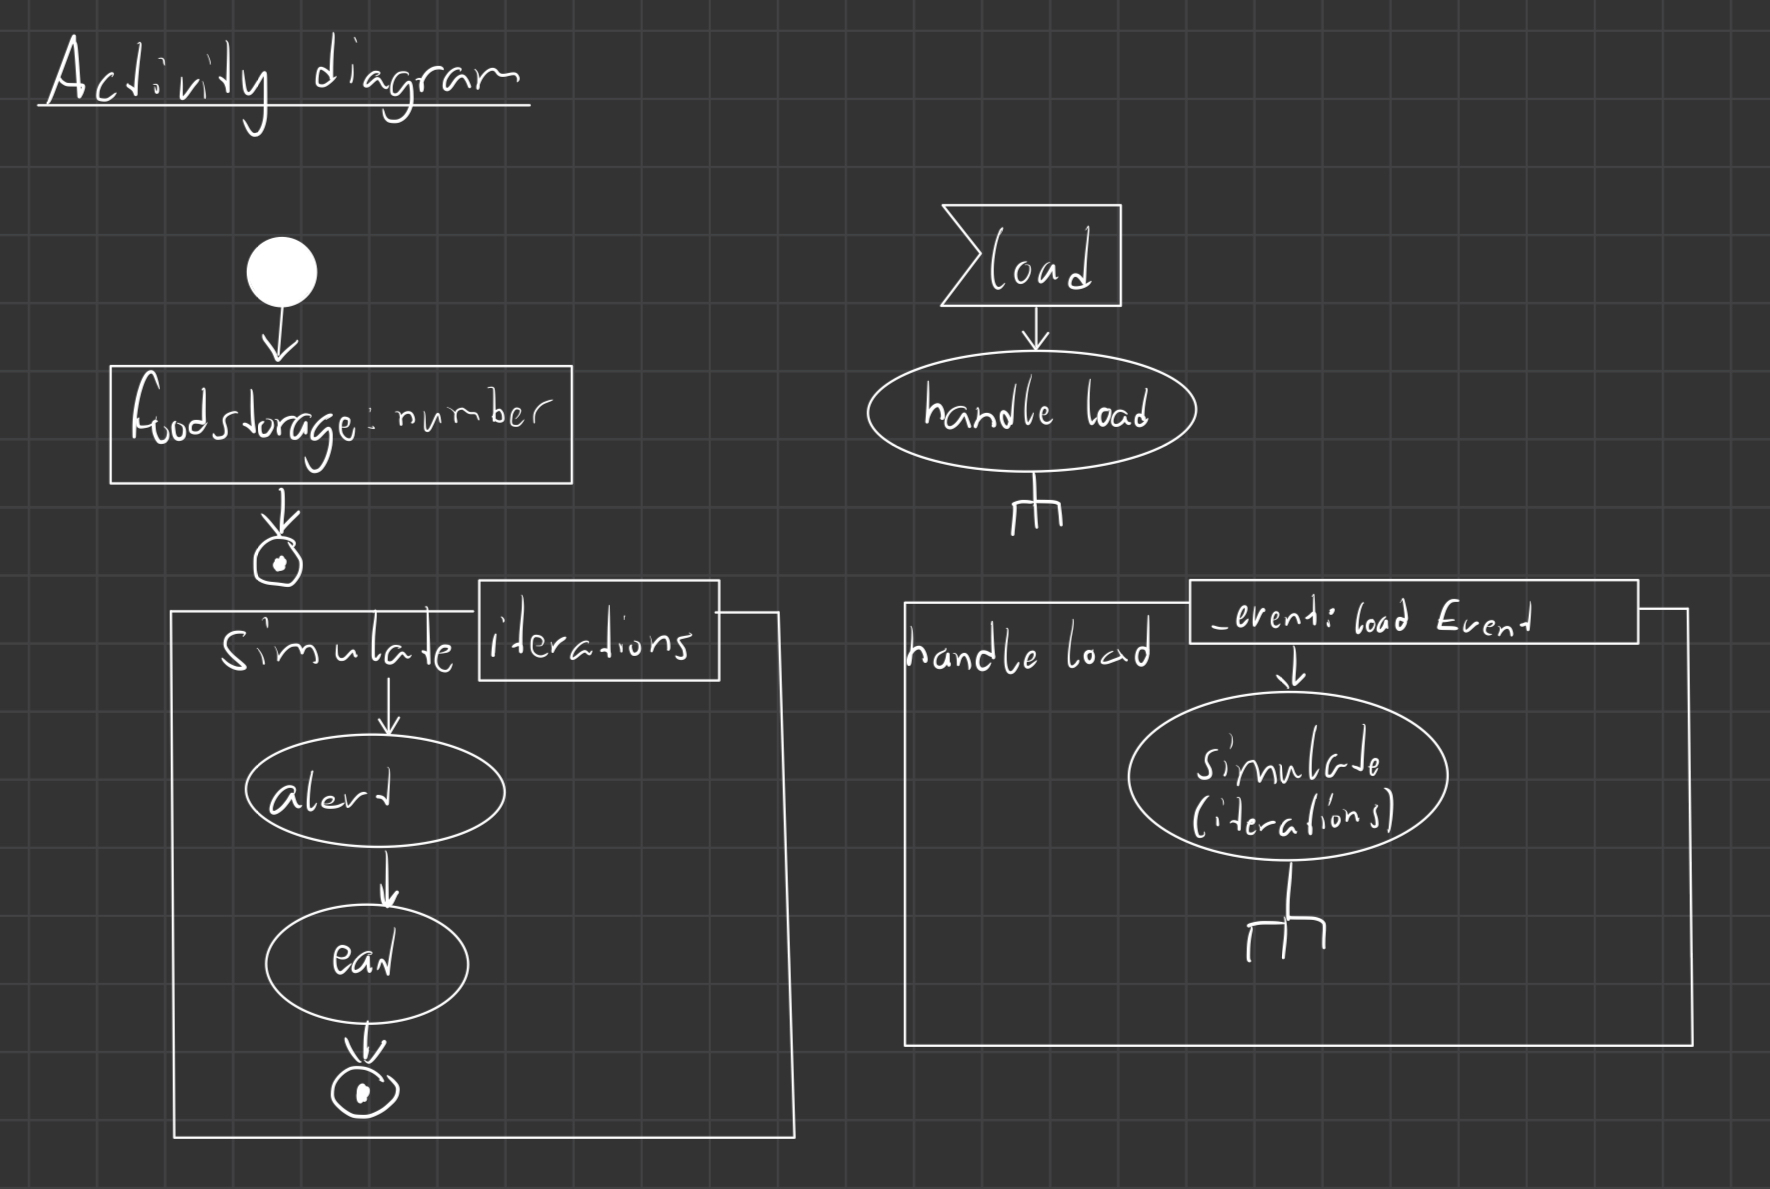 Activity diagram
load
foodstorage: number
handle load
simulate
iterations
handle load
_event: load Event
alert
simulate
(iterations)
eat